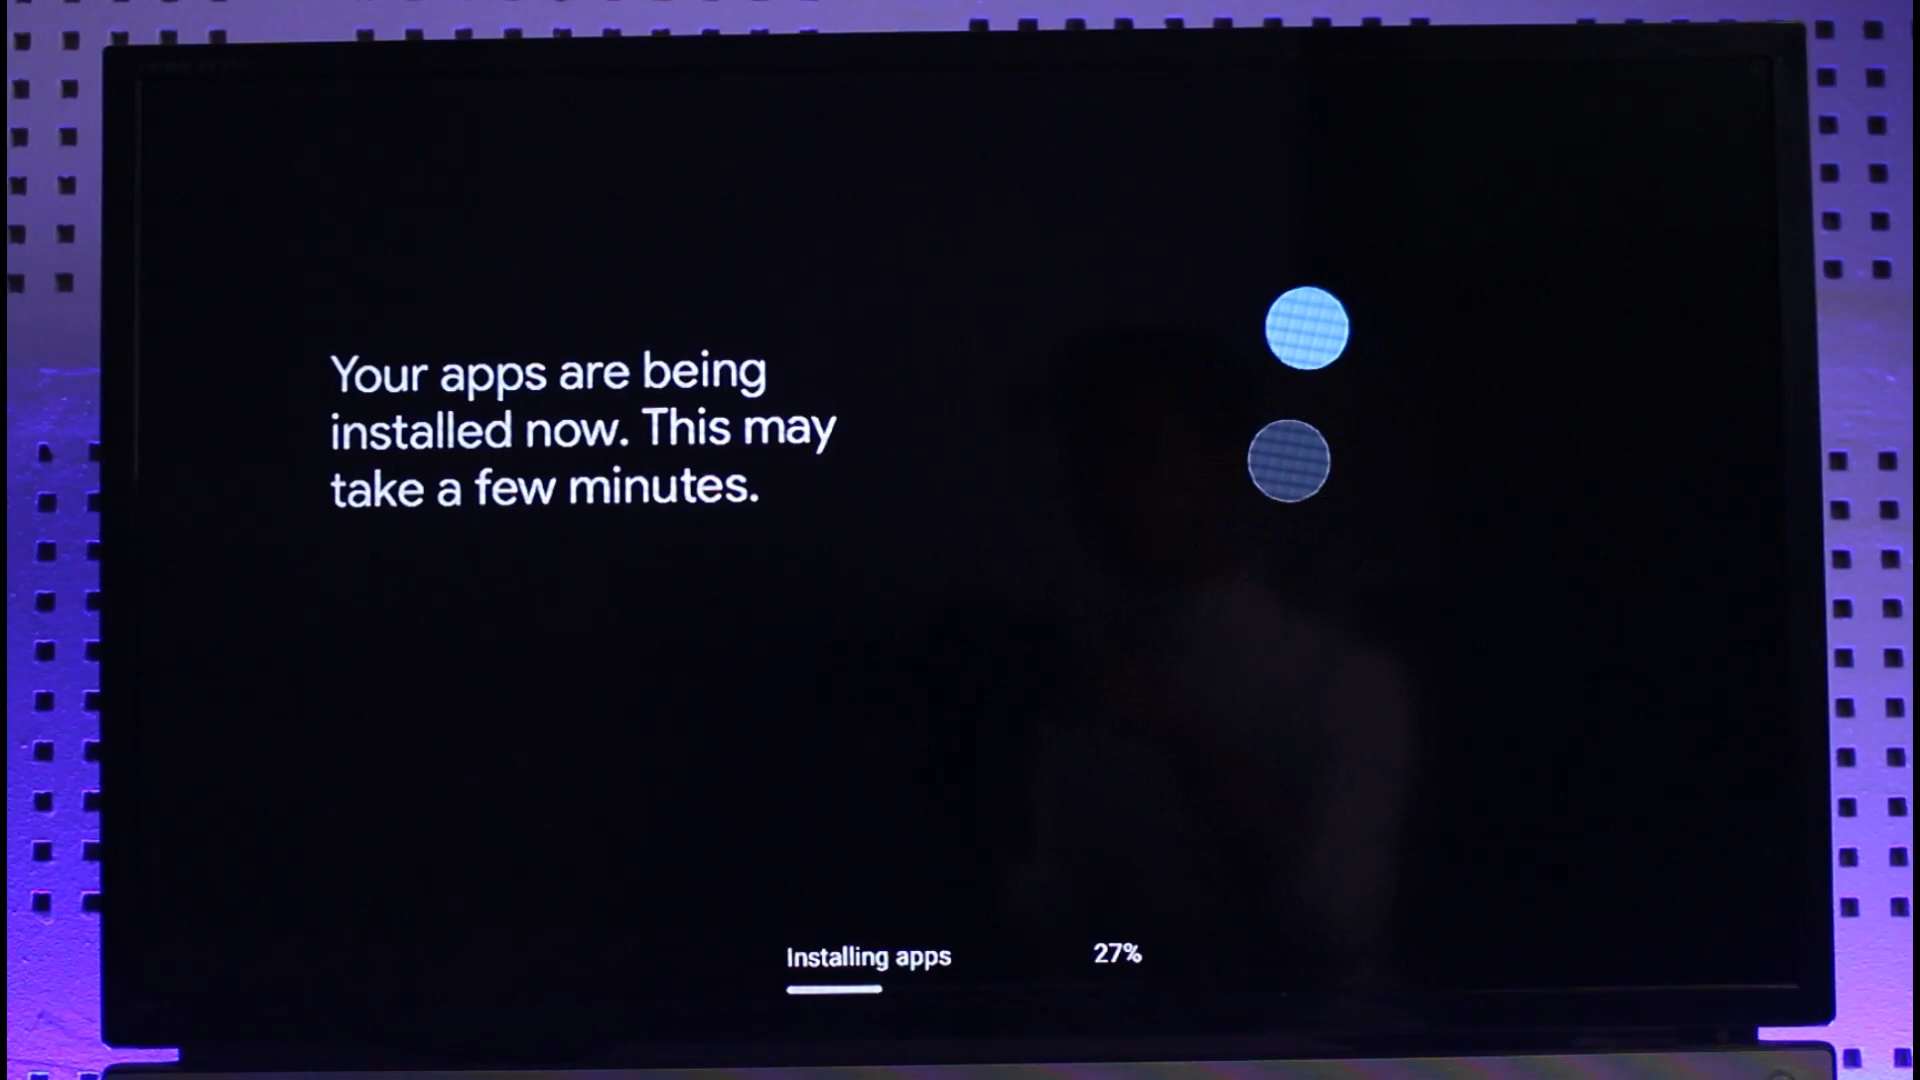 Your apps are being
installed now. This may
take a few minutes.
Installing apps 27%